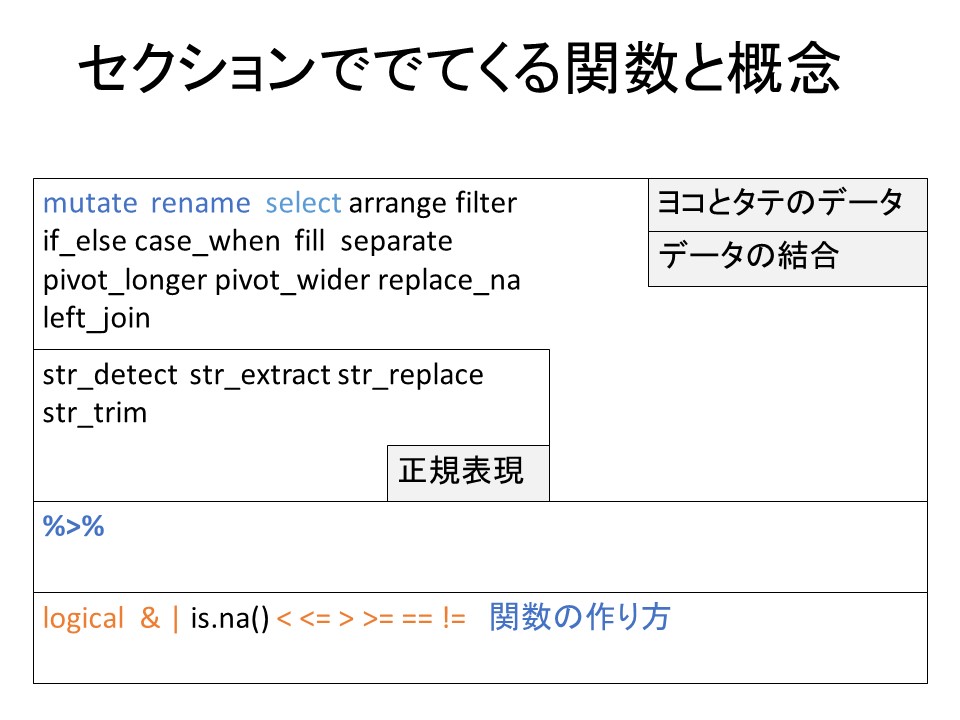 セクションででてくる関数と概念
mutate rename select arrange filter
if_else case_when fill separate
pivot_longer pivot_wider replace_na
left_join
ヨコとタテのデータ
データの結合
str_detect str_extract str_replace
str_trim
正規表現
%>%
logical & | is.na() < <= > >= == != 関数の作り方